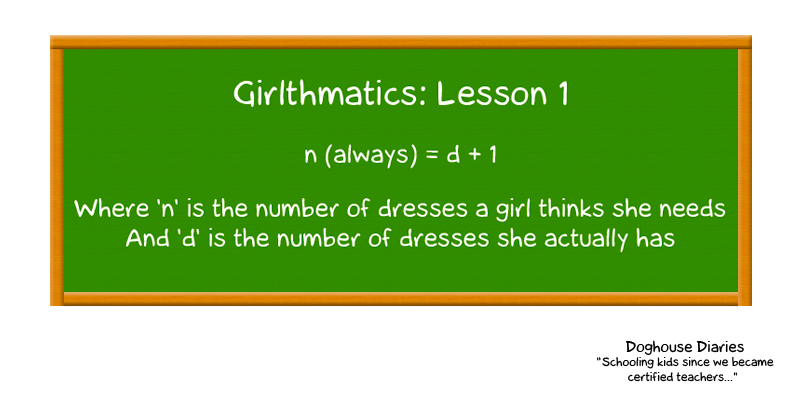 Girlthmatics: Lesson 1
n (always) = d + 1
Where 'n' is the number of dresses a girl thinks she needs
And 'd' is the number of dresses she actually has
Doghouse Diaries
"Schooling kids since we became
certified teachers..."